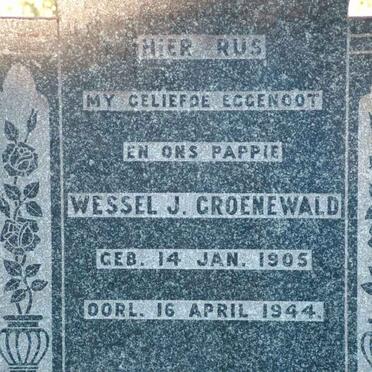 HIER RUS
MY GELIEFDE EGGENOOT
EN ONS PAPPIE
WESSEL J. GROENEWALD
GEB. 14 JAN. 1905
OORL. 16 APRIL 1944.